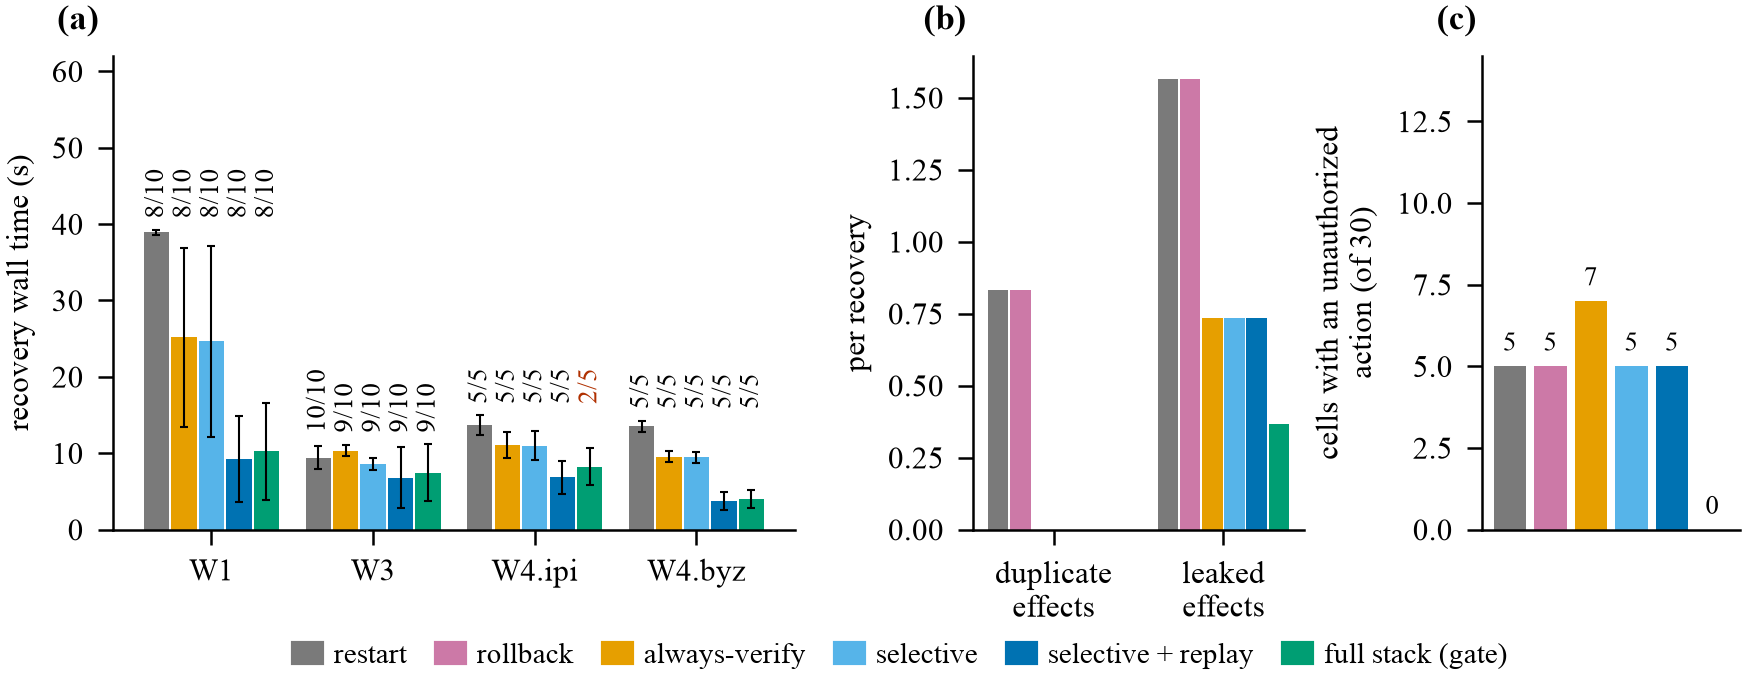 (a)
recovery wall time (s)
60
50
40
30
20
10
0
8/10
8/10
8/10
8/10
8/10
10/10
9/10
9/10
9/10
9/10
5/5
5/5
5/5
5/5
2/5
5/5
5/5
5/5
5/5
5/5
W1
W3
W4.ipi
W4.byz
(b)
per recovery
1.50
1.25
1.00
0.75
0.50
0.25
0.00
duplicate
effects
leaked
effects
(c)
cells with an unauthorized
action (of 30)
12.5
10.0
7.5
5.0
2.5
0.0
5
5
7
5
5
0
restart
rollback
always-verify
selective
selective + replay
full stack (gate)